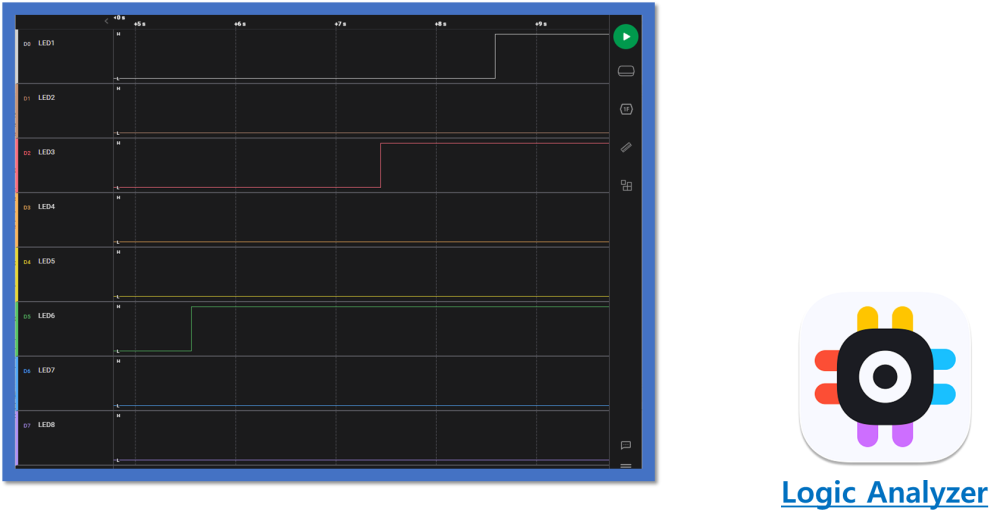 +0 s
+5 s +6 s +7 s +8 s +9 s
D0 LED1 H L
D1 LED2 H L
D2 LED3 H L
D3 LED4 H L
D4 LED5 H L
D5 LED6 H L
D6 LED7 H L
D7 LED8 H L
1F
Logic Analyzer